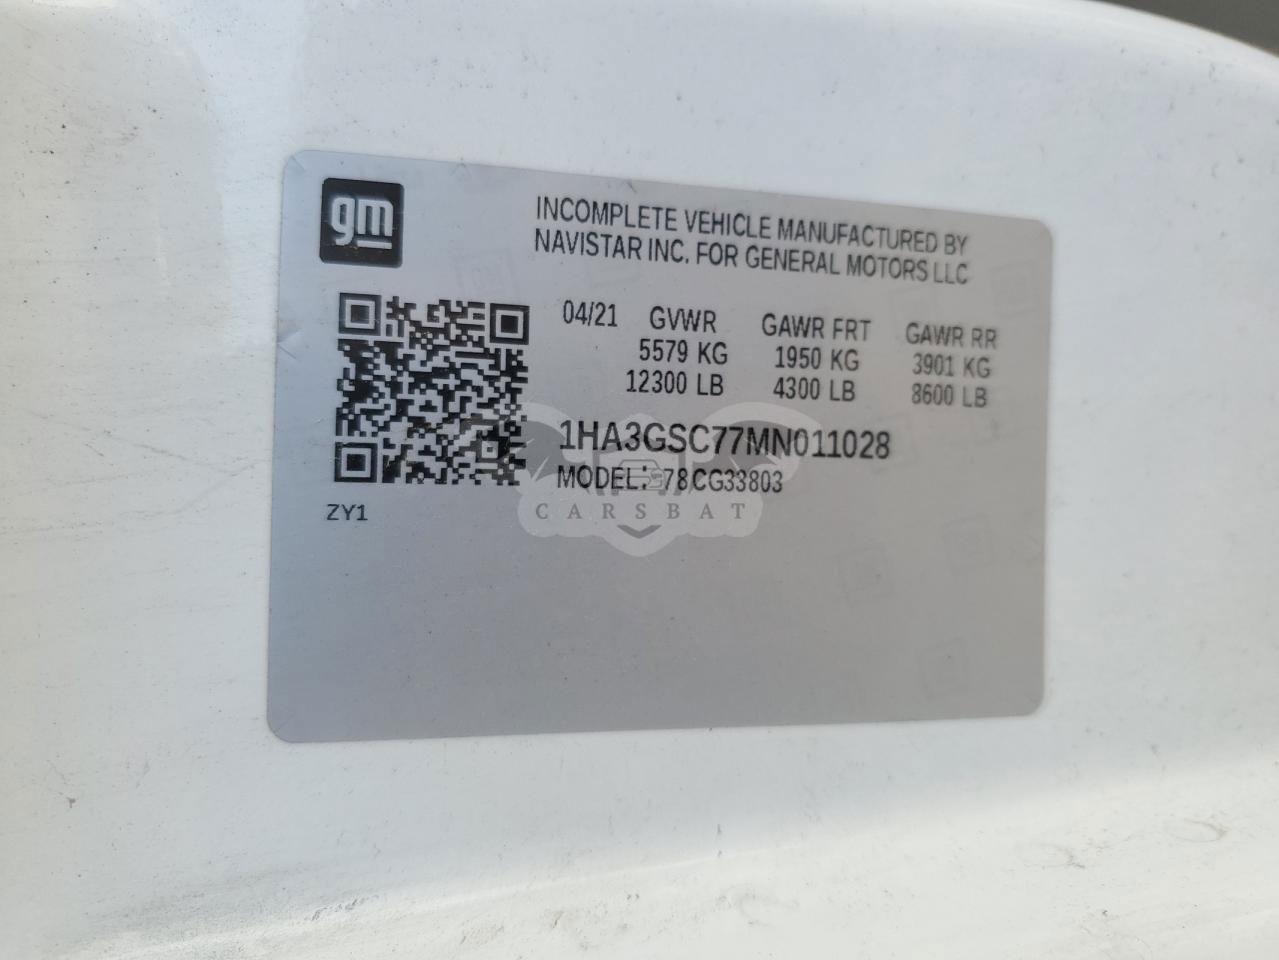 gm
INCOMPLETE VEHICLE MANUFACTURED BY
NAVISTAR INC. FOR GENERAL MOTORS LLC
04/21 GVWR GAWR FRT GAWR RR
5579 KG 1950 KG 3901 KG
12300 LB 4300 LB 8600 LB
1HA3GSC77MN011028
MODEL: 78CG33803
ZY1
CARSBAT